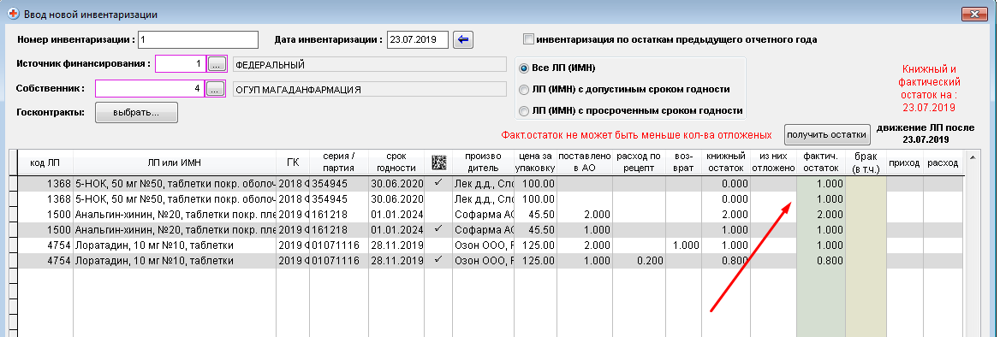 Ввод новой инвентаризации
Номер инвентаризации : 1 Дата инвентаризации : 23.07.2019 инвентаризация по остаткам предыдущего отчетного года
Источник финансирования : 1 ... ФЕДЕРАЛЬНЫЙ
Собственник : 4 ... ОГУП МАГАДАНФАРМАЦИЯ
Госконтракты: выбрать...
Все ЛП (ИМН)
ЛП (ИМН) с допустимым сроком годности
ЛП (ИМН) с просроченным сроком годности
Книжный и
фактический
остаток на :
23.07.2019
Факт.остаток не может быть меньше кол-ва отложеных получить остатки
движение ЛП после
23.07.2019
код ЛП ЛП или ИМН ГК серия / партия срок годности произво дитель цена за упаковку поставлено в АО расход по рецепт воз- врат книжный остаток из них отложено фактич. остаток брак (в т.ч.) приход расход
1368 5-НОК, 50 мг №50, таблетки покр. оболоч 2018 Ф 354945 30.06.2020 ✓ Лек д.д., Сло 100.00 0.000 1.000
1368 5-НОК, 50 мг №50, таблетки покр. оболоч 2018 Ф 354945 30.06.2020 Лек д.д., Сло 100.00 0.000 1.000
1500 Анальгин-хинин, №20, таблетки покр. пле 2019 Ф 161218 01.01.2024 Софарма АО 45.50 2.000 2.000 2.000
1500 Анальгин-хинин, №20, таблетки покр. пле 2019 Ф 161218 01.01.2024 ✓ Софарма АО 45.50 1.000 1.000 1.000
4754 Лоратадин, 10 мг №10, таблетки 2019 Ф 01071116 28.11.2019 Озон ООО, Р 125.00 2.000 1.000 1.000 1.000
4754 Лоратадин, 10 мг №10, таблетки 2019 Ф 01071116 28.11.2019 ✓ Озон ООО, Р 125.00 1.000 0.200 0.800 0.800